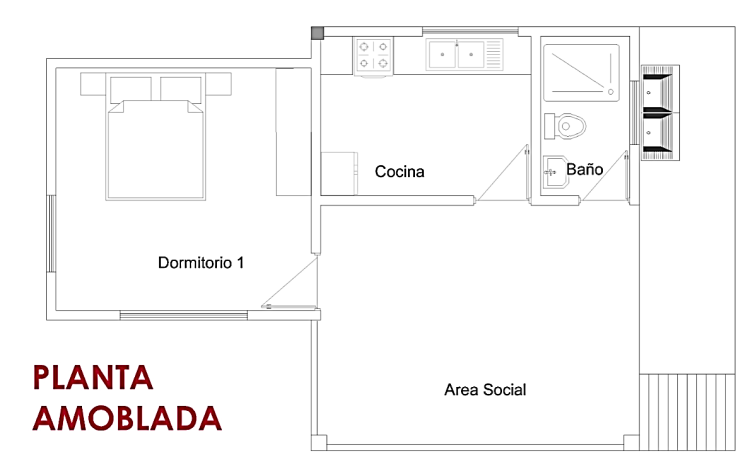 Cocina
Baño
Dormitorio 1
PLANTA
AMOBLADA
Area Social